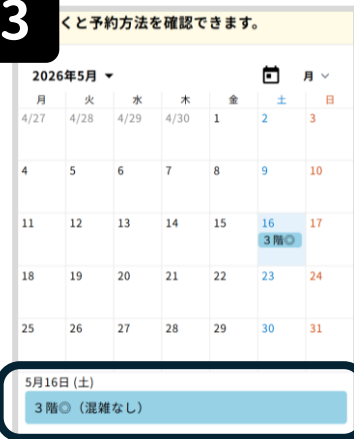 3
くと予約方法を確認できます。
2026年5月
月
月 火 水 木 金 土 日
4/27 4/28 4/29 4/30 1 2 3
4 5 6 7 8 9 10
11 12 13 14 15 16 17
3階◎
18 19 20 21 22 23 24
25 26 27 28 29 30 31
5月16日 (土)
3階◎（混雑なし）